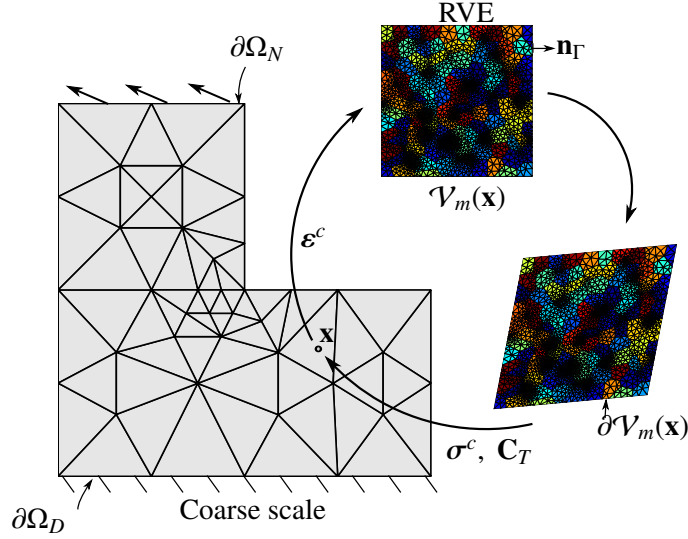 RVE
∂Ω_N
n_Γ
𝒱_m(x)
ε^c
x
∂𝒱_m(x)
σ^c, C_T
∂Ω_D
Coarse scale